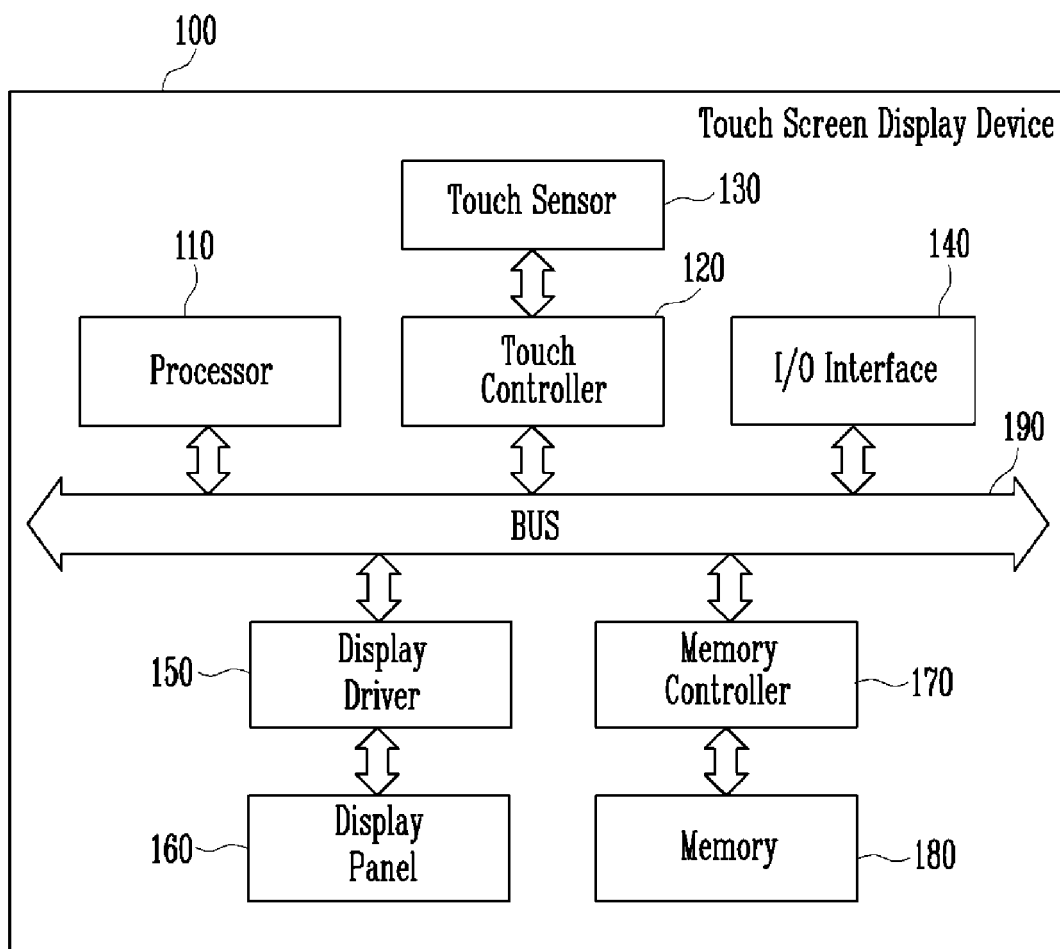 100
Touch Screen Display Device
Touch Sensor
130
110
120
140
Processor
Touch
Controller
I/O Interface
190
BUS
150
Display
Driver
Memory
Controller
170
160
Display
Panel
Memory
180